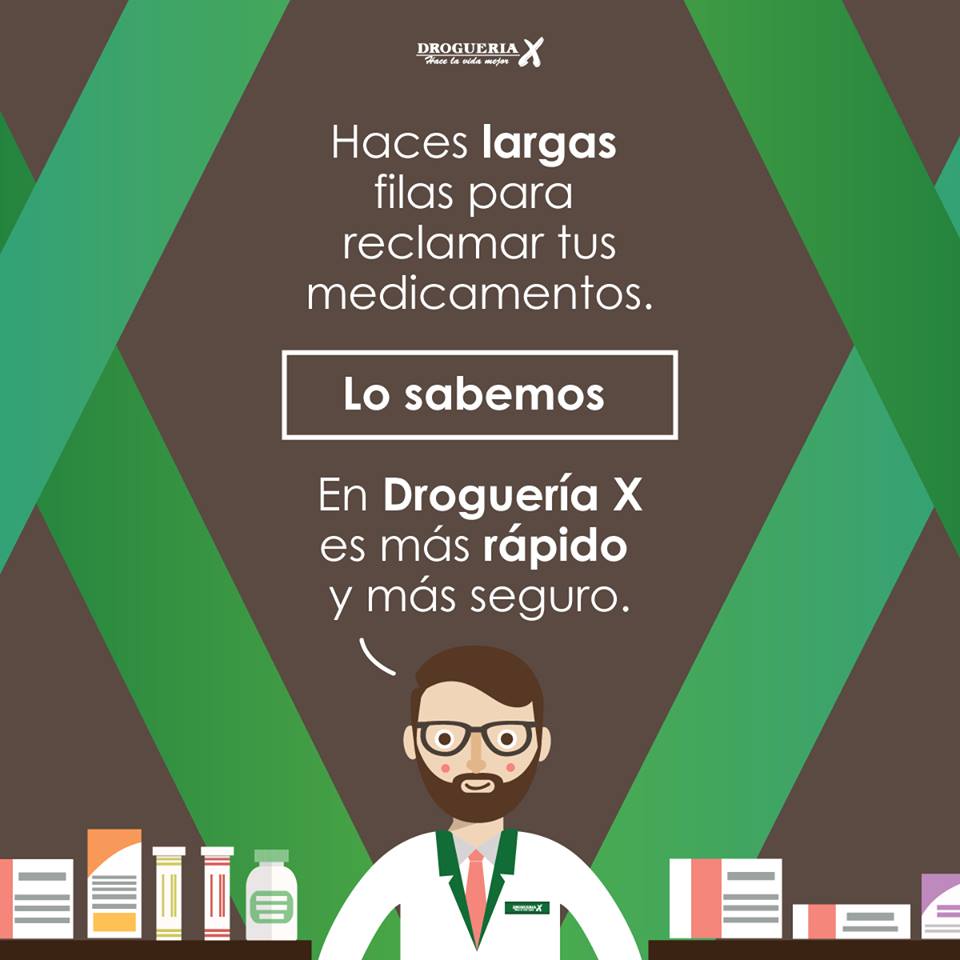 DROGUERIA X
Hace la vida mejor
Haces largas
filas para
reclamar tus
medicamentos.
Lo sabemos
En Droguería X
es más rápido
y más seguro.
DROGUERIA X